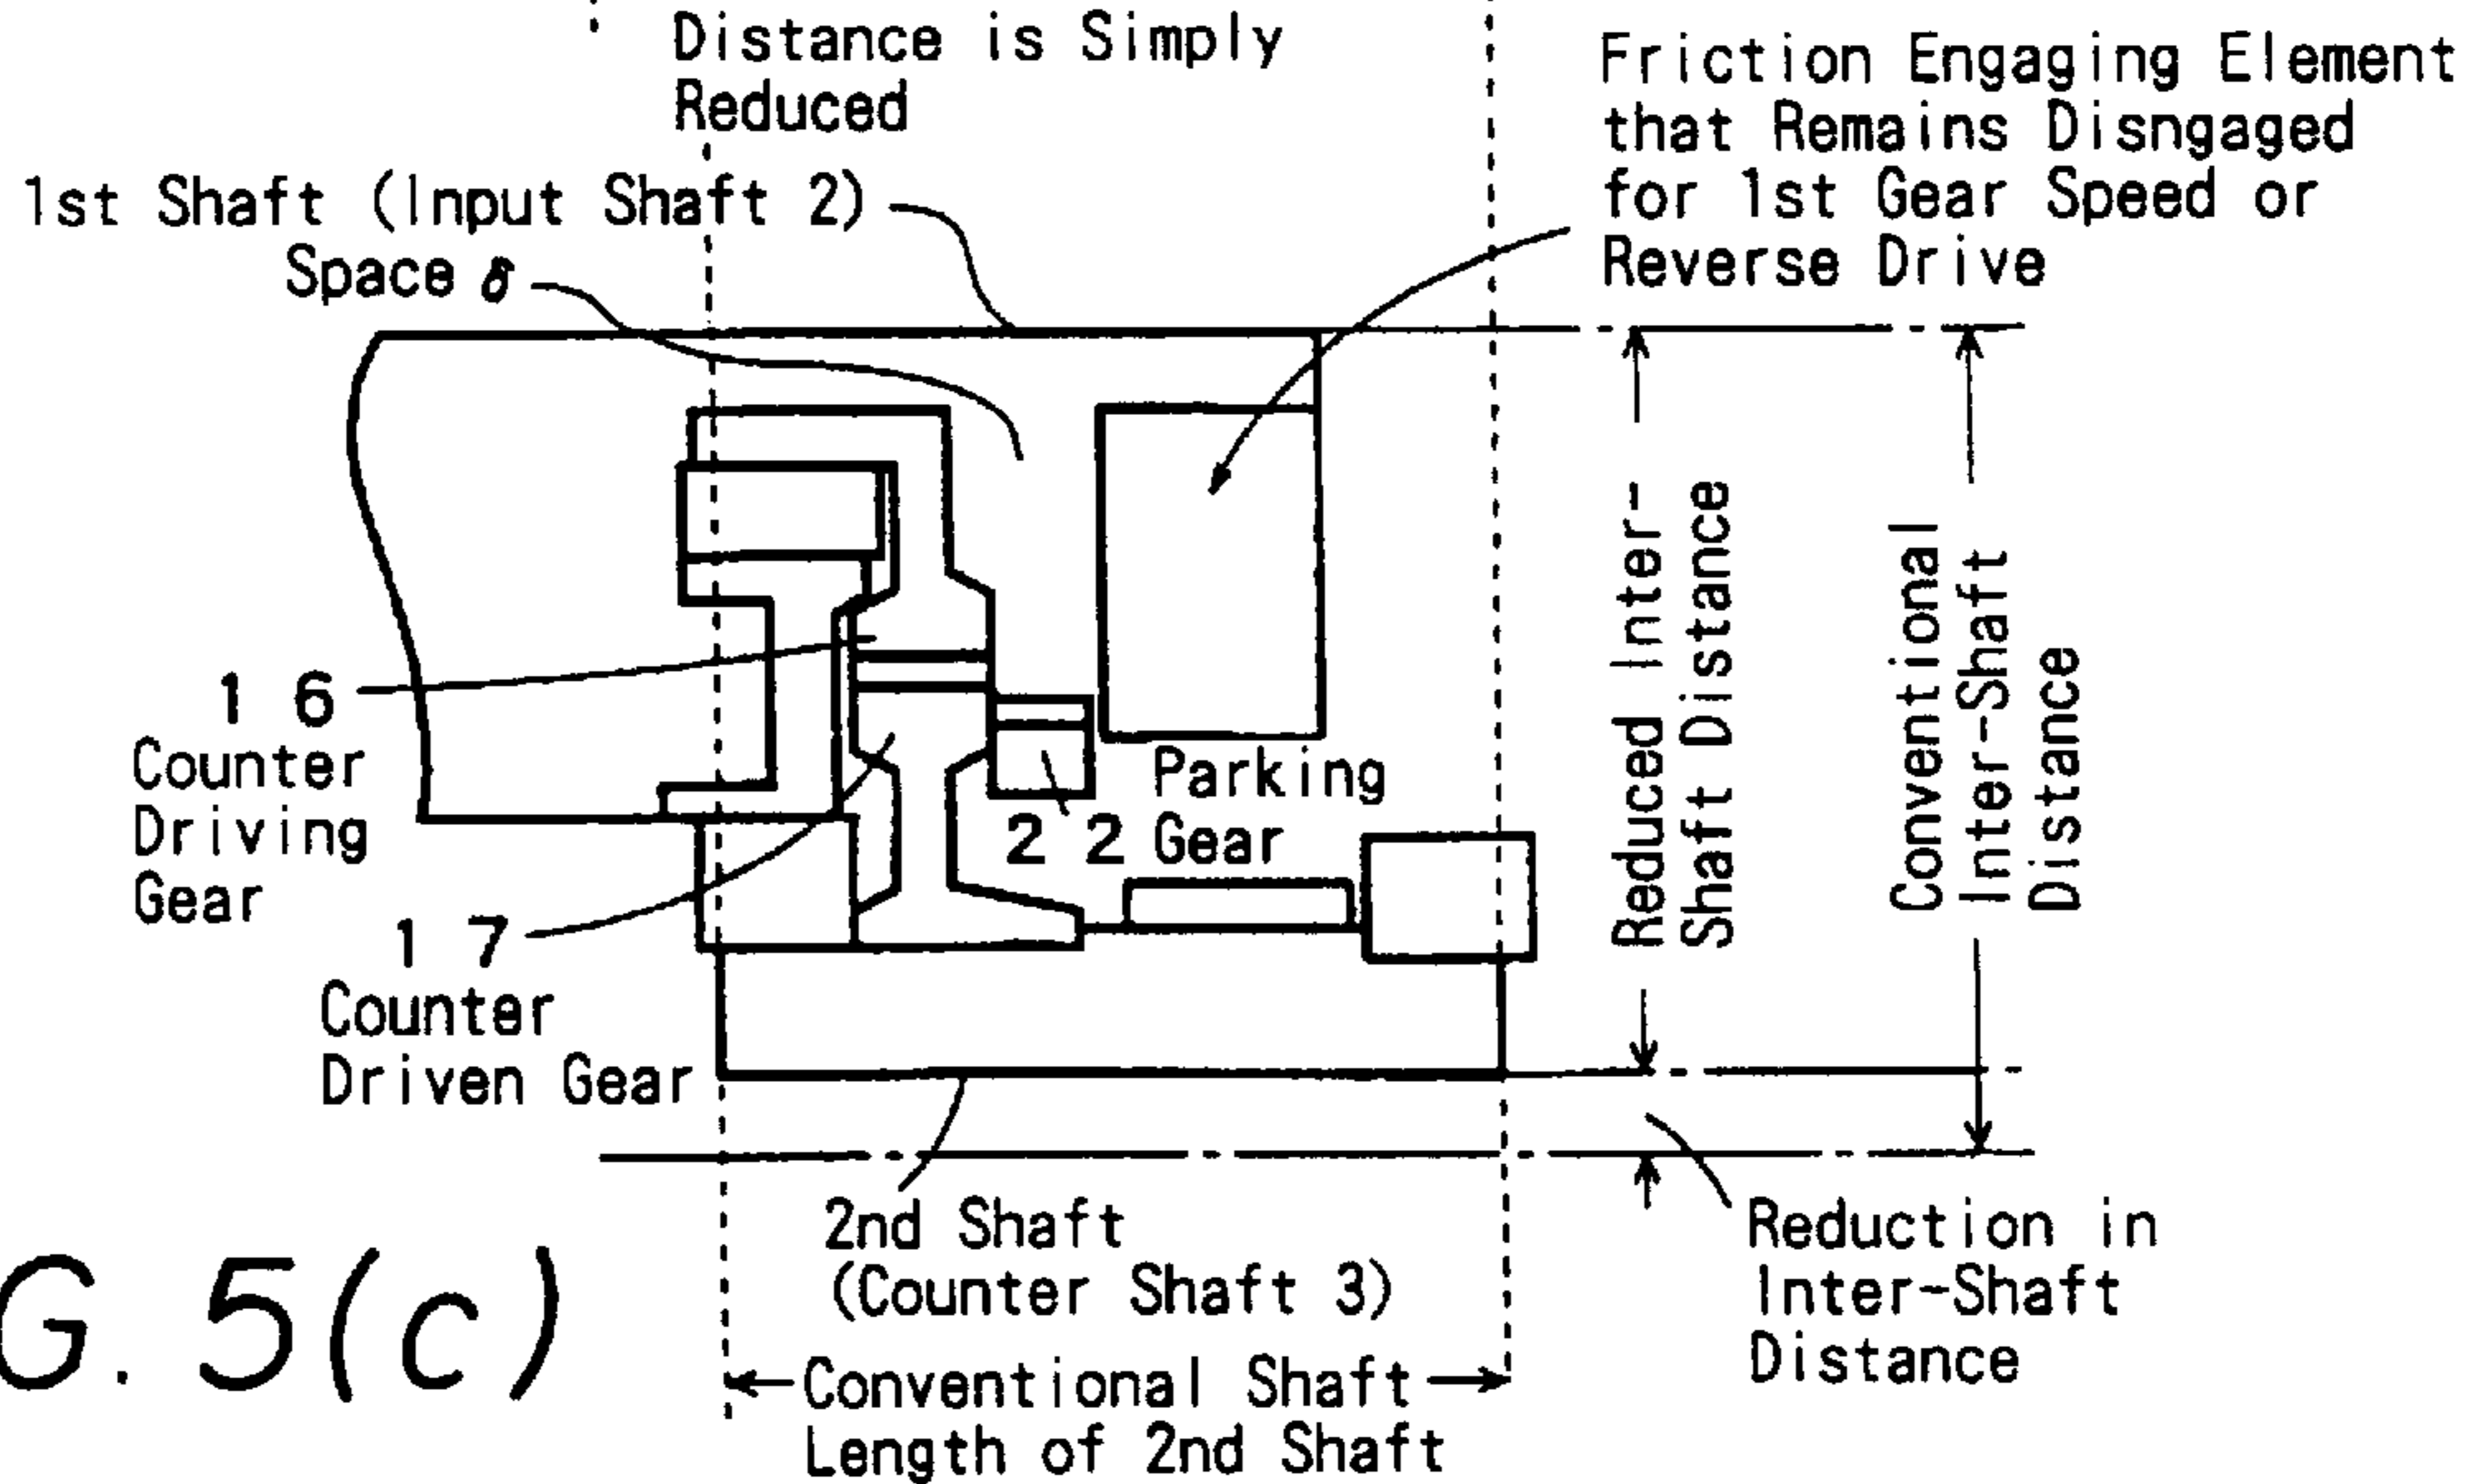 Distance is Simply
Reduced
Friction Engaging Element
that Remains Disngaged
for 1st Gear Speed or
Reverse Drive
1st Shaft (Input Shaft 2)
Space δ
16
Counter
Driving
Gear
17
Counter
Driven Gear
22
Parking
Gear
Reduced Inter-
Shaft Distance
Conventional
Inter-Shaft
Distance
2nd Shaft
(Counter Shaft 3)
Conventional Shaft
Length of 2nd Shaft
Reduction in
Inter-Shaft
Distance
G. 5(c)